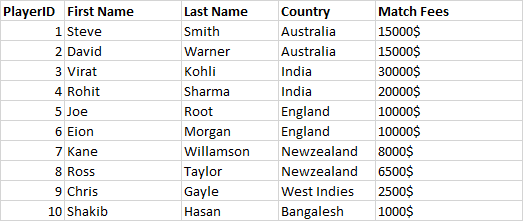 PlayerID First Name Last Name Country Match Fees
1 Steve Smith Australia 15000$
2 David Warner Australia 15000$
3 Virat Kohli India 30000$
4 Rohit Sharma India 20000$
5 Joe Root England 10000$
6 Eion Morgan England 10000$
7 Kane Willamson Newzealand 8000$
8 Ross Taylor Newzealand 6500$
9 Chris Gayle West Indies 2500$
10 Shakib Hasan Bangalesh 1000$